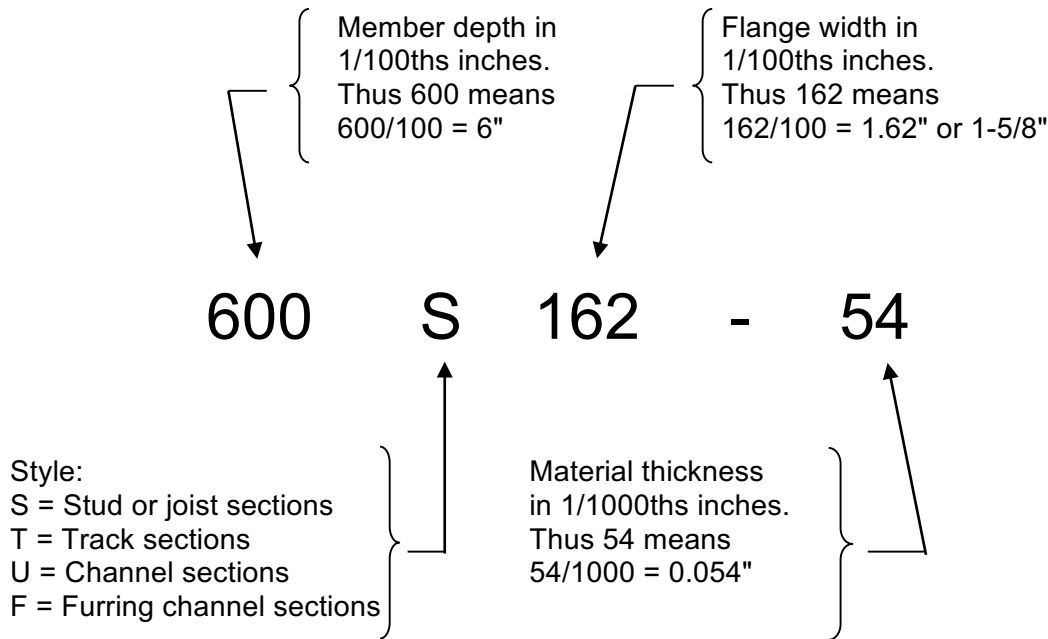 Member depth in
1/100ths inches.
Thus 600 means
600/100 = 6"
Flange width in
1/100ths inches.
Thus 162 means
162/100 = 1.62" or 1-5/8"
600 S 162 - 54
Style:
S = Stud or joist sections
T = Track sections
U = Channel sections
F = Furring channel sections
Material thickness
in 1/1000ths inches.
Thus 54 means
54/1000 = 0.054"